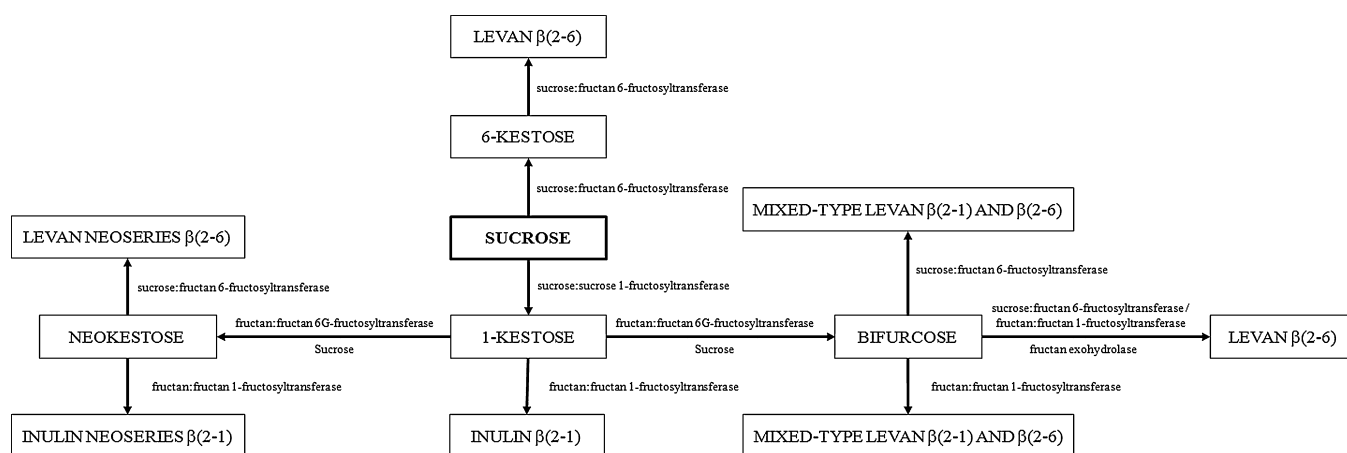 LEVAN β(2-6)
sucrose:fructan 6-fructosyltransferase
6-KESTOSE
sucrose:fructan 6-fructosyltransferase
MIXED-TYPE LEVAN β(2-1) AND β(2-6)
LEVAN NEOSERIES β(2-6)
SUCROSE
sucrose:fructan 6-fructosyltransferase
sucrose:fructan 6-fructosyltransferase
sucrose:sucrose 1-fructosyltransferase
NEOKESTOSE
fructan:fructan 6G-fructosyltransferase
Sucrose
1-KESTOSE
fructan:fructan 6G-fructosyltransferase
Sucrose
BIFURCOSE
sucrose:fructan 6-fructosyltransferase /
fructan:fructan 1-fructosyltransferase
fructan exohydrolase
LEVAN β(2-6)
fructan:fructan 1-fructosyltransferase
fructan:fructan 1-fructosyltransferase
fructan:fructan 1-fructosyltransferase
INULIN NEOSERIES β(2-1)
INULIN β(2-1)
MIXED-TYPE LEVAN β(2-1) AND β(2-6)